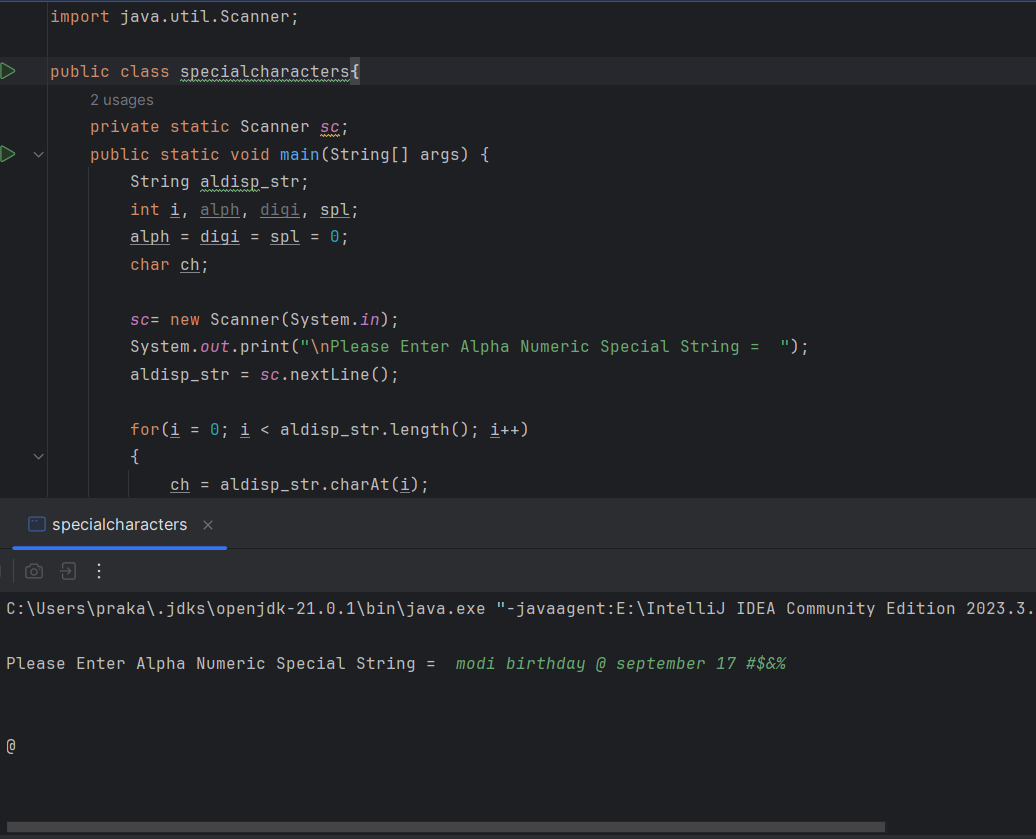 import java.util.Scanner;
public class specialcharacters{
2 usages
private static Scanner sc;
public static void main(String[] args) {
String aldisp_str;
int i, alph, digi, spl;
alph = digi = spl = 0;
char ch;
sc= new Scanner(System.in);
System.out.print("\nPlease Enter Alpha Numeric Special String =  ");
aldisp_str = sc.nextLine();
for(i = 0; i < aldisp_str.length(); i++)
{
ch = aldisp_str.charAt(i);
specialcharacters
C:\Users\praka\.jdks\openjdk-21.0.1\bin\java.exe "-javaagent:E:\IntelliJ IDEA Community Edition 2023.3.
Please Enter Alpha Numeric Special String =  modi birthday @ september 17 #$&%
@